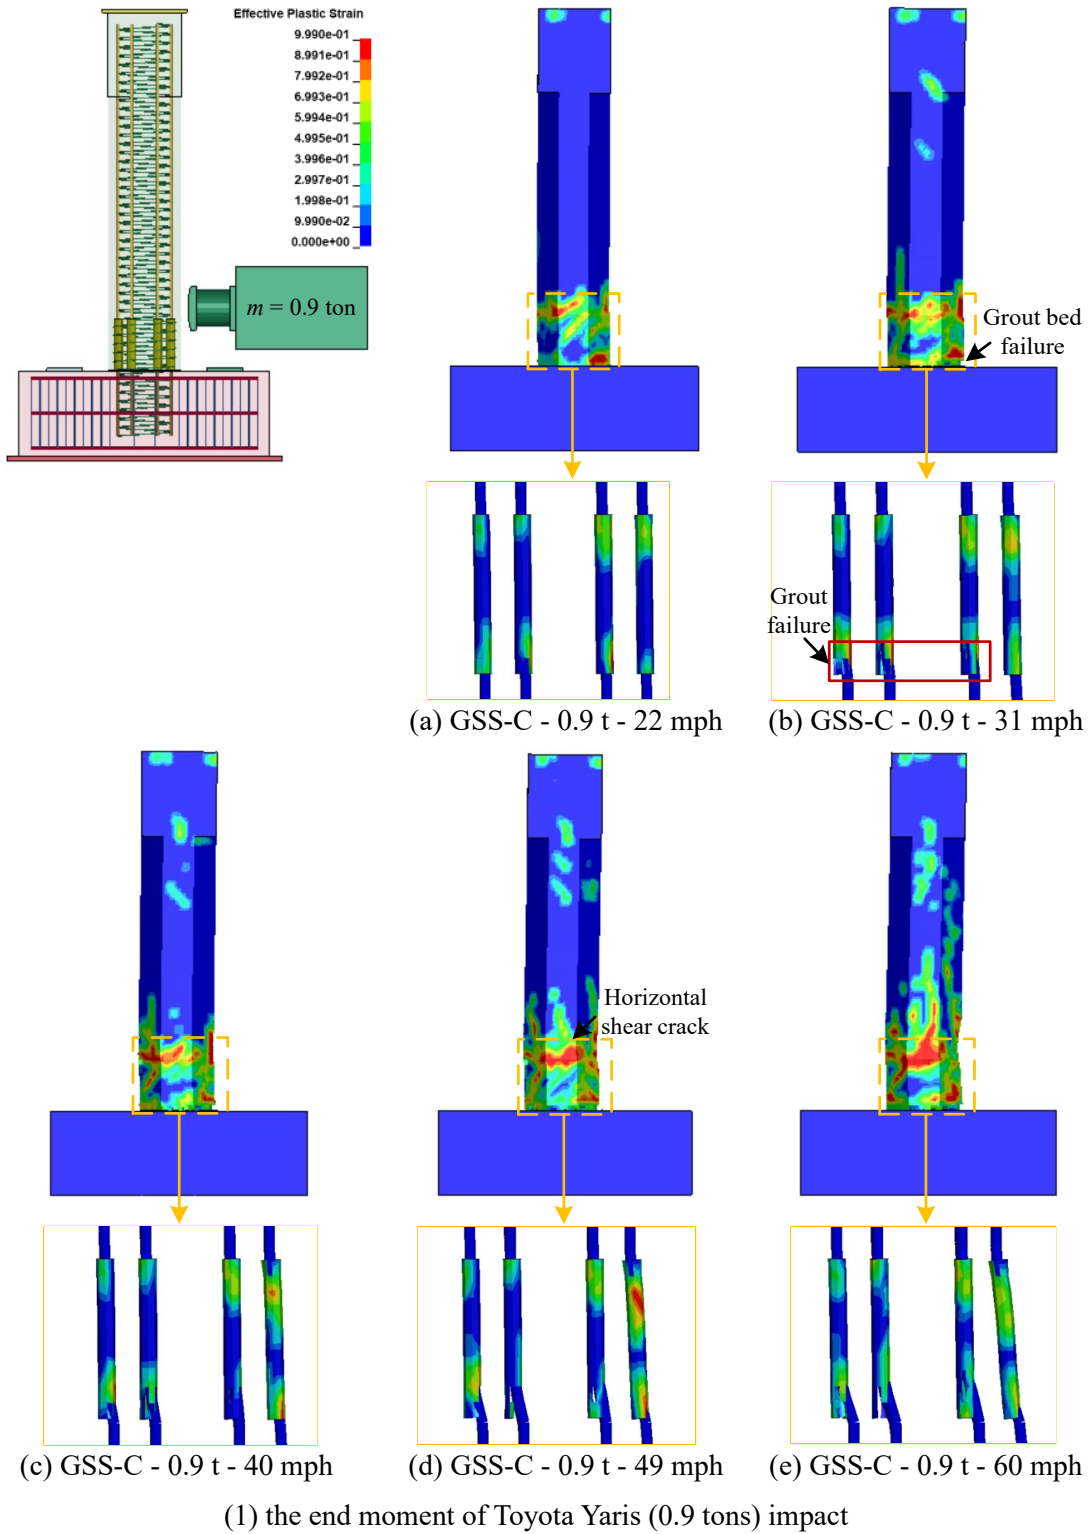 Effective Plastic Strain
9.990e-01
8.991e-01
7.992e-01
6.993e-01
5.994e-01
4.995e-01
3.996e-01
2.997e-01
1.998e-01
9.990e-02
0.000e+00
m = 0.9 ton
Grout bed
failure
Grout
failure
(a) GSS-C - 0.9 t - 22 mph
(b) GSS-C - 0.9 t - 31 mph
Horizontal
shear crack
(c) GSS-C - 0.9 t - 40 mph
(d) GSS-C - 0.9 t - 49 mph
(e) GSS-C - 0.9 t - 60 mph
(1) the end moment of Toyota Yaris (0.9 tons) impact